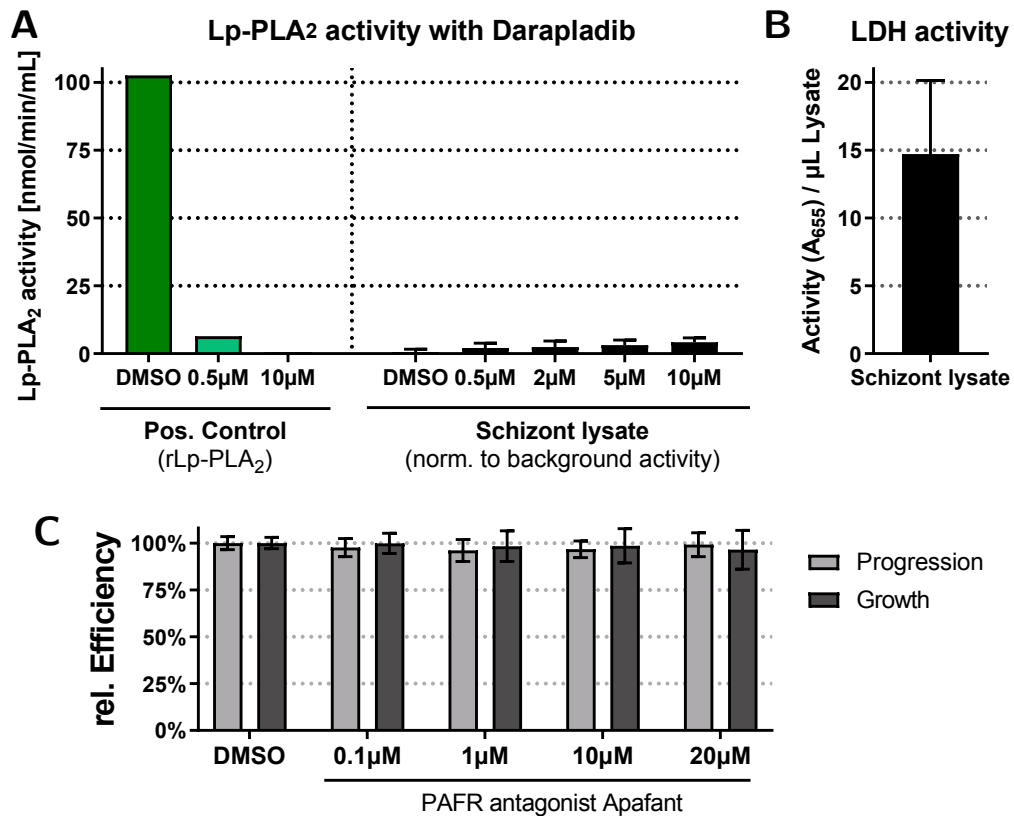 A
Lp-PLA2 activity with Darapladib
Lp-PLA₂ activity [nmol/min/mL]
100
75
50
25
0
DMSO 0.5µM 10µM
DMSO 0.5µM 2µM 5µM 10µM
Pos. Control
(rLp-PLA₂)
Schizont lysate
(norm. to background activity)
B
LDH activity
Activity (A₆₅₅) / µL Lysate
20
15
10
5
0
Schizont lysate
C
rel. Efficiency
100%
75%
50%
25%
0%
DMSO 0.1µM 1µM 10µM 20µM
PAFR antagonist Apafant
Progression
Growth